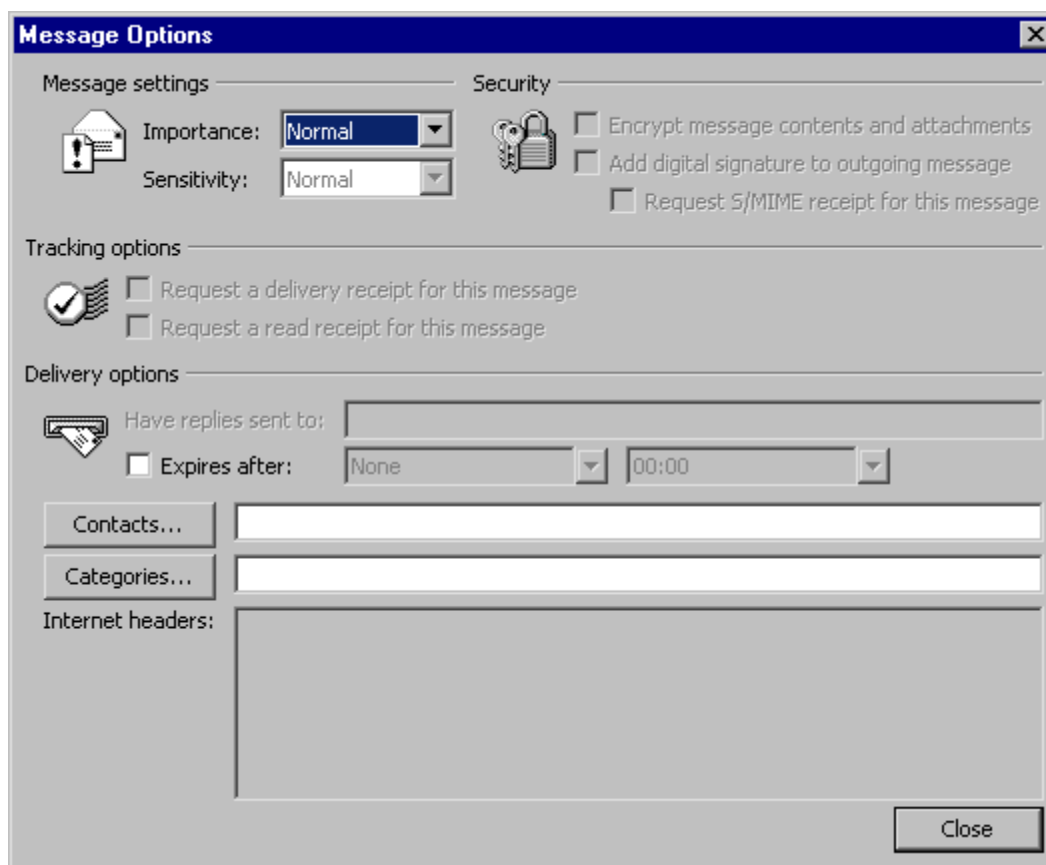 Message Options
Message settings
Importance: Normal
Sensitivity: Normal
Security
Encrypt message contents and attachments
Add digital signature to outgoing message
Request S/MIME receipt for this message
Tracking options
Request a delivery receipt for this message
Request a read receipt for this message
Delivery options
Have replies sent to:
Expires after: None 00:00
Contacts...
Categories...
Internet headers:
Close